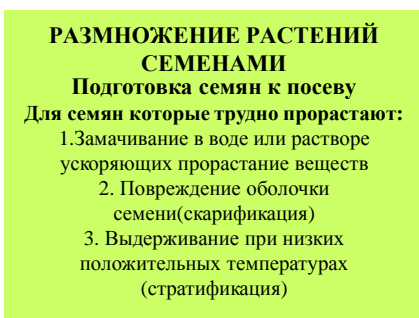 РАЗМНОЖЕНИЕ РАСТЕНИЙ
СЕМЕНАМИ
Подготовка семян к посеву
Для семян которые трудно прорастают:
1.Замачивание в воде или растворе
ускоряющих прорастание веществ
2. Повреждение оболочки
семени(скарификация)
3. Выдерживание при низких
положительных температурах
(стратификация)